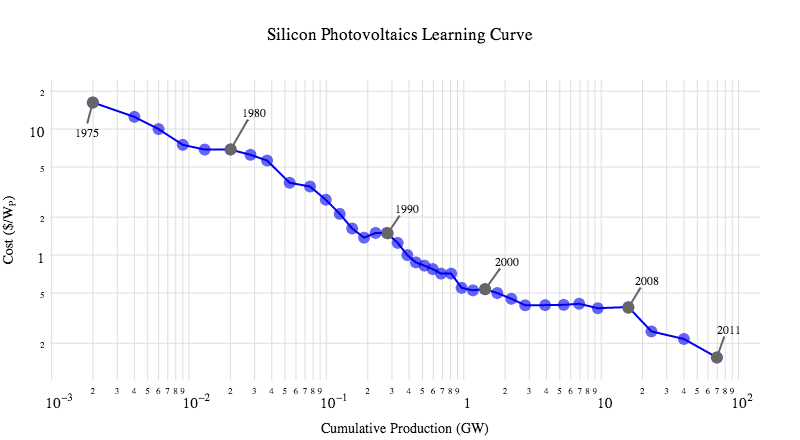 Silicon Photovoltaics Learning Curve
Cost ($/Wp)
2
10
5
2
1
5
2
1975
1980
1990
2000
2008
2011
2 3 4 5 6 7 8 9 2 3 4 5 6 7 8 9 2 3 4 5 6 7 8 9 2 3 4 5 6 7 8 9 2 3 4 5 6 7 8 9
10⁻³ 10⁻² 10⁻¹ 1 10 10²
Cumulative Production (GW)